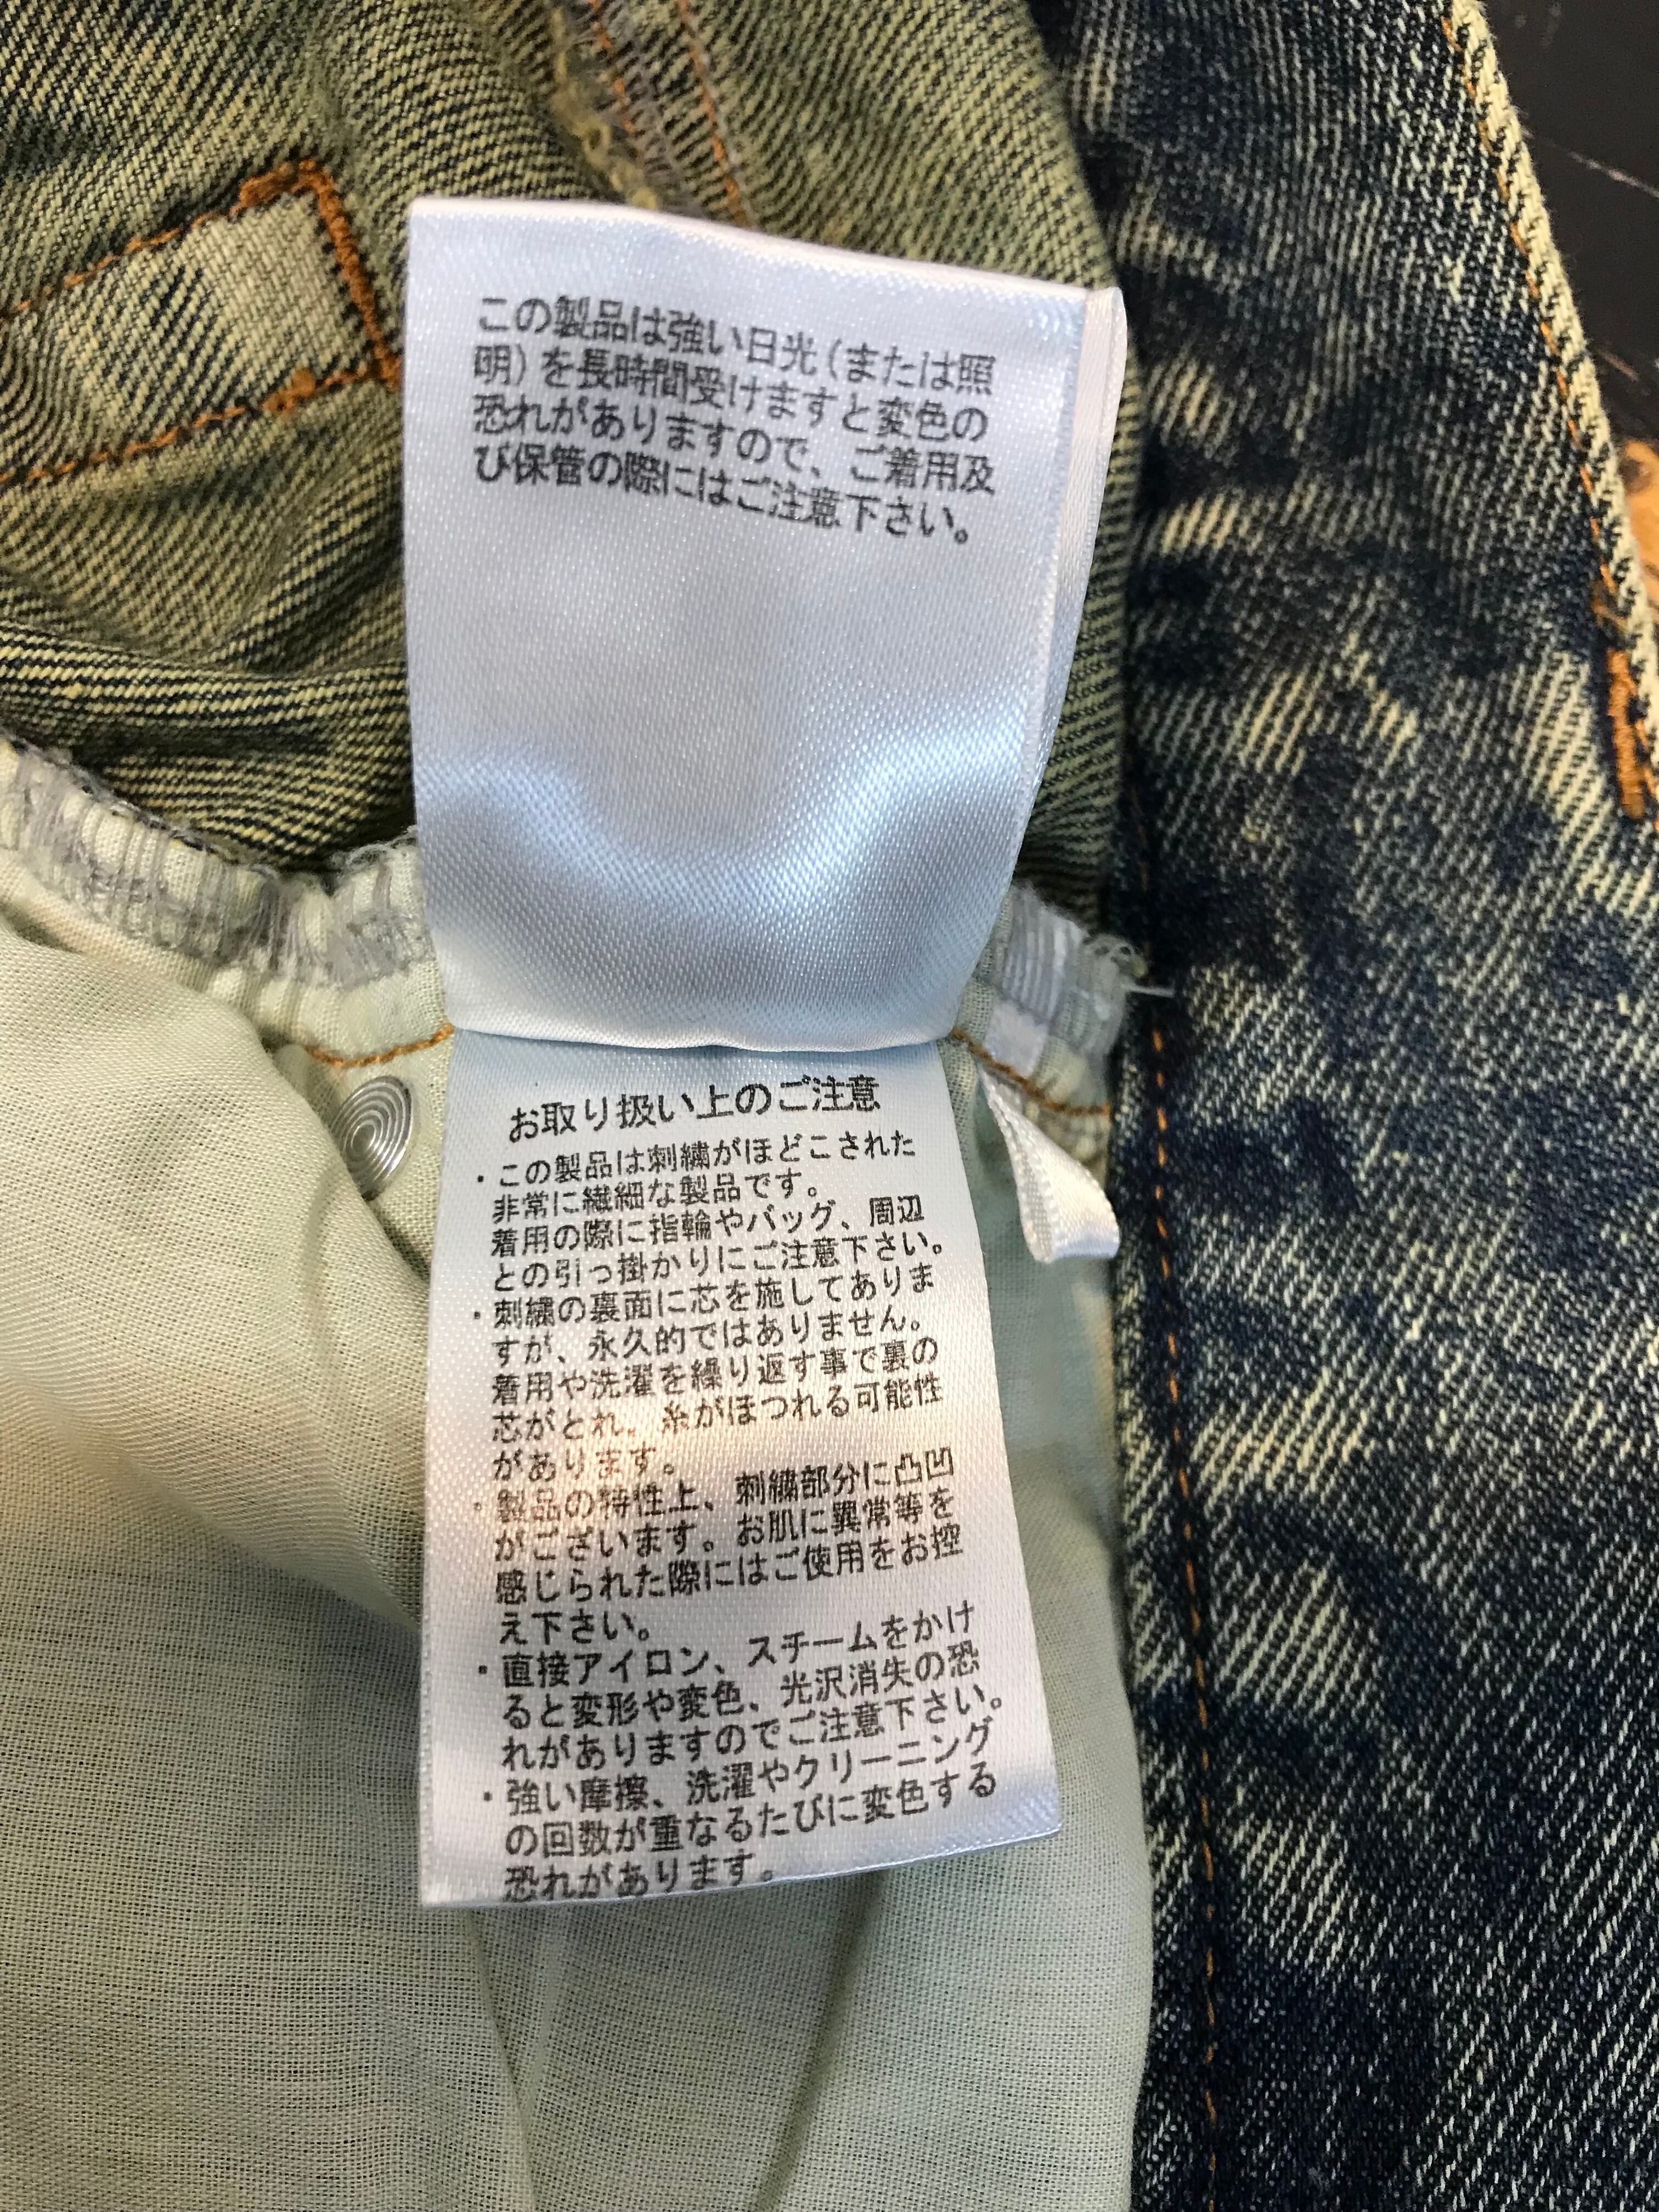 この製品は強い日光(または照
明)を長時間受けますと変色の
恐れがありますので、ご着用及
び保管の際にはご注意下さい。
お取り扱い上のご注意
・この製品は刺繍がほどこされた
非常に繊細な製品です。
着用の際に指輪やバッグ、周辺
との引っ掛かりにご注意下さい。
・刺繍の裏面に芯を施してありま
すが、永久的ではありません。
着用や洗濯を繰り返す事で裏の
芯がとれ、糸がほつれる可能性
があります。
・製品の特性上、刺繍部分に凸凹
がございます。お肌に異常等を
感じられた際にはご使用をお控
え下さい。
・直接アイロン、スチームをかけ
ると変形や変色、光沢消失の恐
れがありますのでご注意下さい。
・強い摩擦、洗濯やクリーニング
の回数が重なるたびに変色する
恐れがあります。